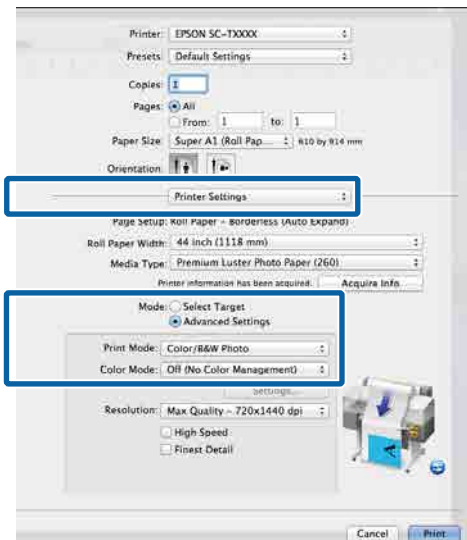 Printer: EPSON SC-TXXXX
Presets: Default Settings
Copies: 1
Pages: All
From: 1 to: 1
Paper Size: Super A1 (Roll Pap... 610 by 914 mm
Orientation:
Printer Settings
Page Setup: Roll Paper - Borderless (Auto Expand)
Roll Paper Width: 44 inch (1118 mm)
Media Type: Premium Luster Photo Paper (260)
Printer information has been acquired. Acquire Info
Mode: Select Target
Advanced Settings
Print Mode: Color/B&W Photo
Color Mode: Off (No Color Management)
Settings...
Resolution: Max Quality - 720x1440 dpi
High Speed
Finest Detail
A
Cancel Print